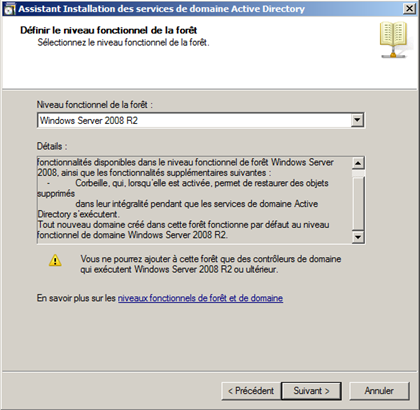 Assistant Installation des services de domaine Active Directory
Définir le niveau fonctionnel de la forêt
Sélectionnez le niveau fonctionnel de la forêt.
Niveau fonctionnel de la forêt :
Windows Server 2008 R2
Détails :
fonctionnalités disponibles dans le niveau fonctionnel de forêt Windows Server
2008, ainsi que les fonctionnalités supplémentaires suivantes :
- Corbeille, qui, lorsqu'elle est activée, permet de restaurer des objets
supprimés
dans leur intégralité pendant que les services de domaine Active
Directory s'exécutent.
Tout nouveau domaine créé dans cette forêt fonctionne par défaut au niveau
fonctionnel de domaine Windows Server 2008 R2.
Vous ne pourrez ajouter à cette forêt que des contrôleurs de domaine
qui exécutent Windows Server 2008 R2 ou ultérieur.
En savoir plus sur les niveaux fonctionnels de forêt et de domaine
< Précédent
Suivant >
Annuler